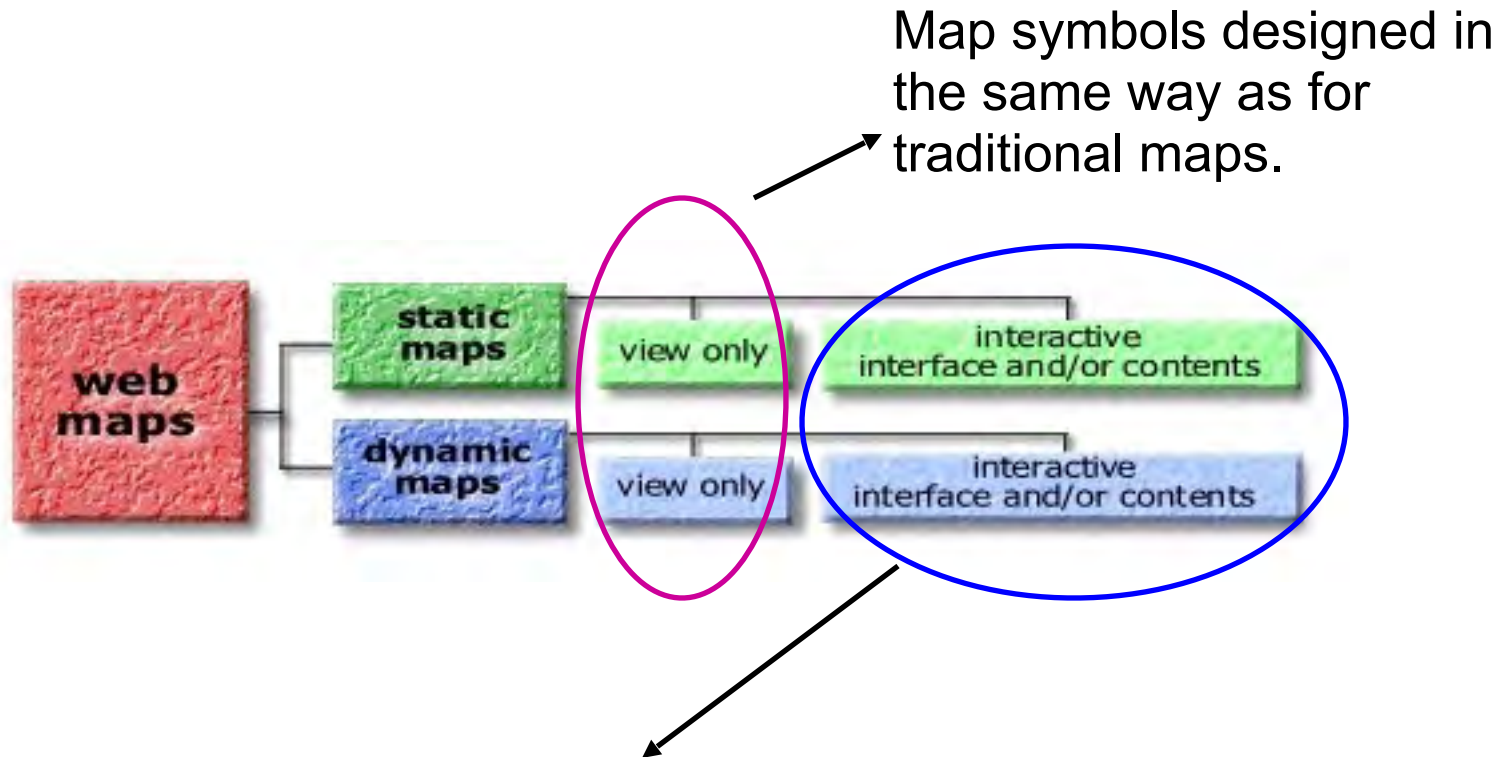 Map symbols designed in
the same way as for
traditional maps.
web
maps
static
maps
view only
interactive
interface and/or contents
dynamic
maps
view only
interactive
interface and/or contents